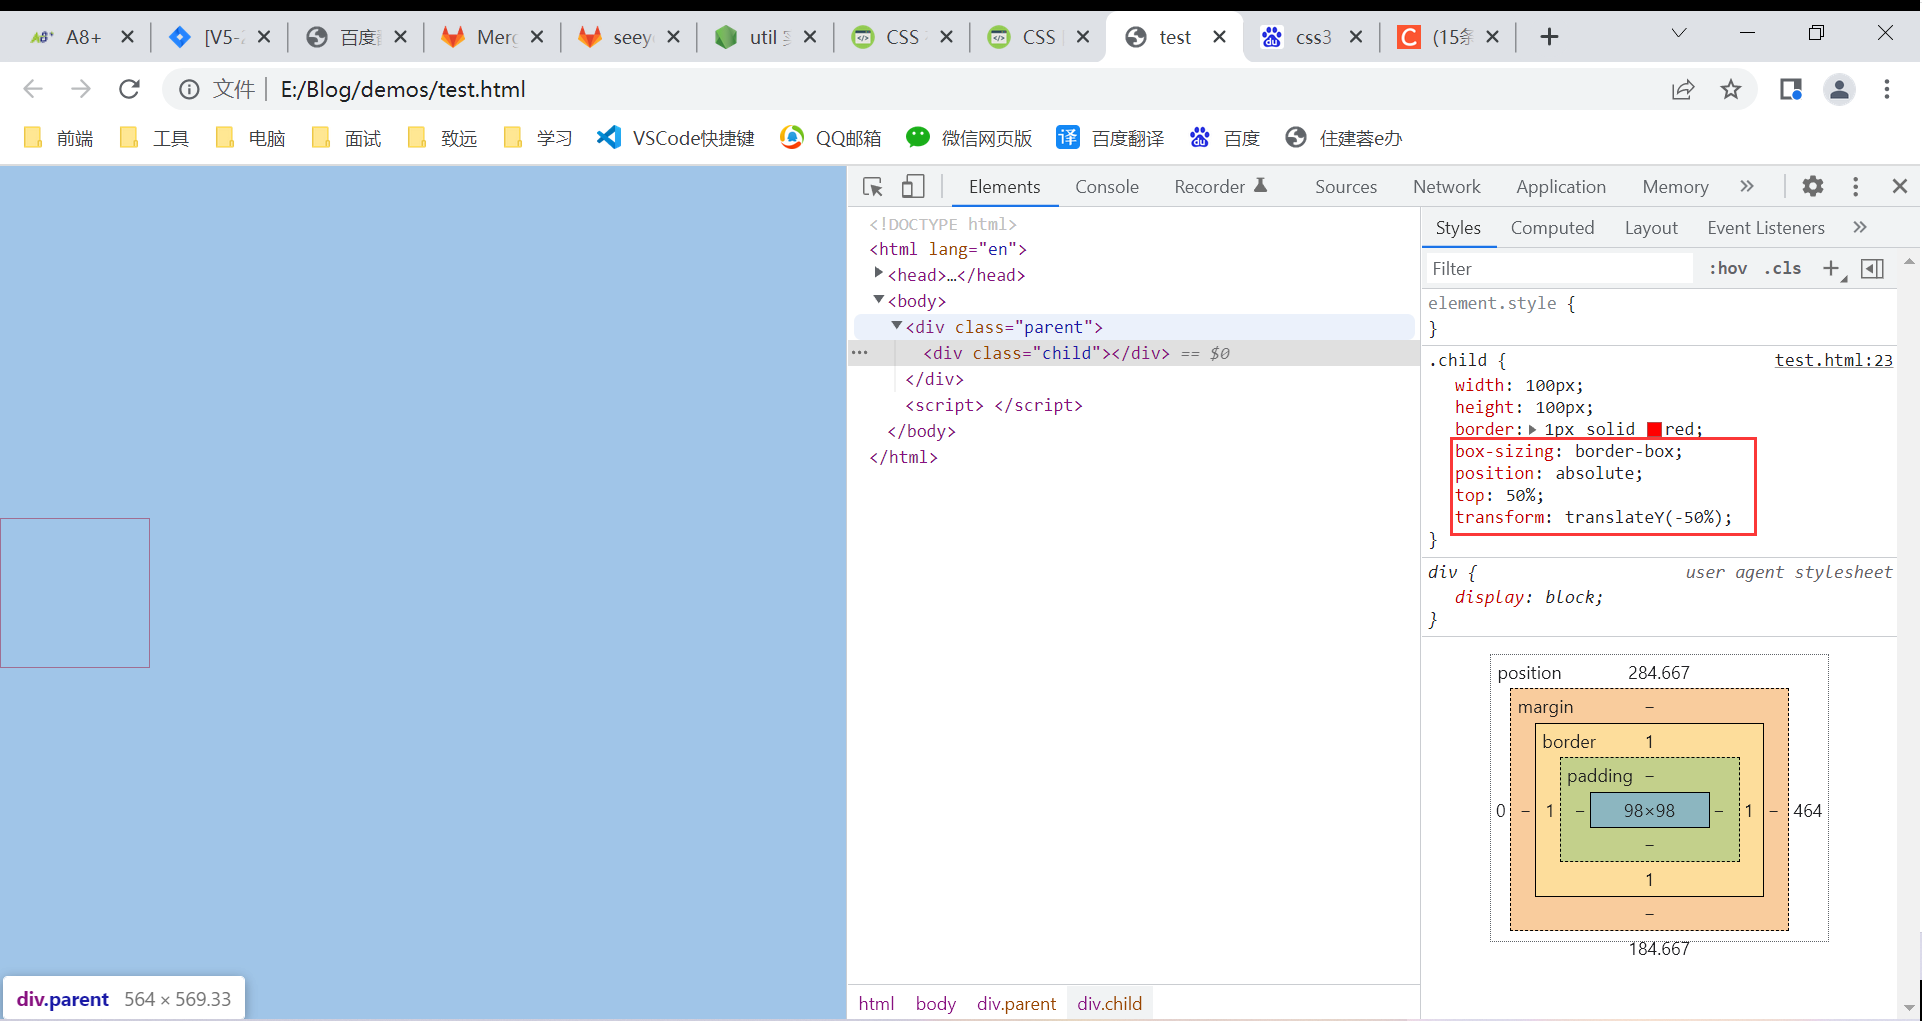 A8+
[V5-
百度
Merg
seeyo
util
CSS
CSS
test
css3
(15条
文件
E:/Blog/demos/test.html
前端
工具
电脑
面试
致远
学习
VSCode快捷键
QQ邮箱
微信网页版
译 百度翻译
百度
住建蓉e办
Elements Console Recorder Sources Network Application Memory »
<!DOCTYPE html>
<html lang="en">
<head>…</head>
<body>
<div class="parent">
··· <div class="child"></div> == $0
</div>
<script> </script>
</body>
</html>
html body div.parent div.child
Styles Computed Layout Event Listeners »
Filter :hov .cls +
element.style {
}
.child { test.html:23
width: 100px;
height: 100px;
border: 1px solid red;
box-sizing: border-box;
position: absolute;
top: 50%;
transform: translateY(-50%);
}
div { user agent stylesheet
display: block;
}
position 284.667
margin –
border 1
padding –
0 – 1 – 98×98 – 1 – 464
–
1
–
184.667
div.parent 564 × 569.33